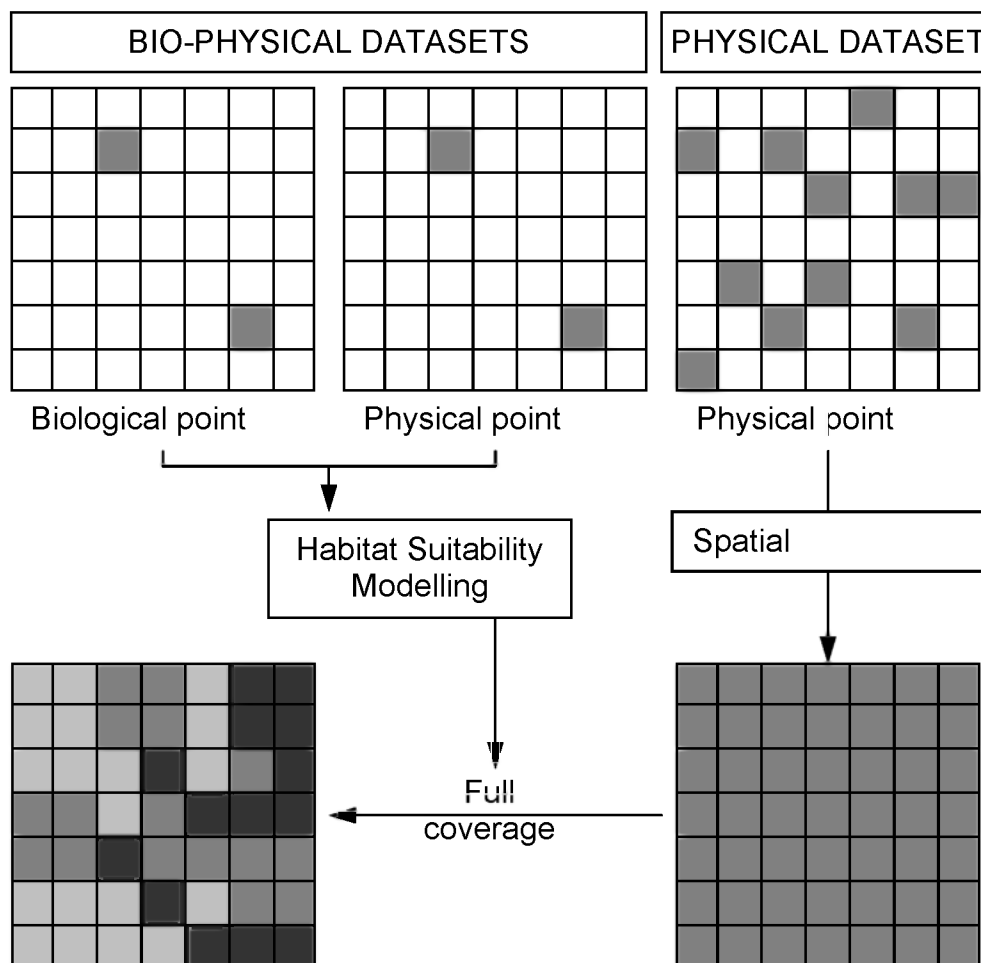 BIO-PHYSICAL DATASETS
PHYSICAL DATASET
Biological point
Physical point
Physical point
Habitat Suitability
Modelling
Spatial
Full
coverage